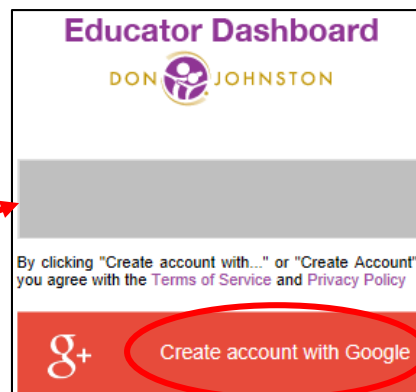 Educator Dashboard
DON JOHNSTON
By clicking "Create account with..." or "Create Account"
you agree with the Terms of Service and Privacy Policy
g+ Create account with Google